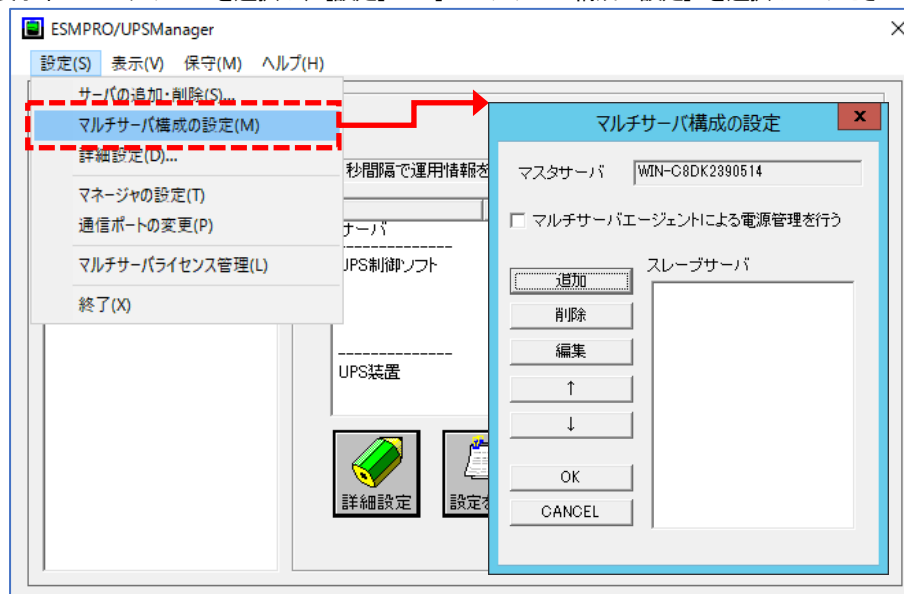 ESMPRO/UPSManager
設定(S) 表示(V) 保守(M) ヘルプ(H)
サーバの追加・削除(S)...
マルチサーバ構成の設定(M)
詳細設定(D)...
マネージャの設定(T)
通信ポートの変更(P)
マルチサーバライセンス管理(L)
終了(X)
秒間隔で運用情報を
サーバ
--------------
UPS制御ソフト
--------------
UPS装置
詳細設定
マルチサーバ構成の設定
x
マスタサーバ WIN-C8DK2390514
マルチサーバエージェントによる電源管理を行う
スレーブサーバ
追加
削除
編集
↑
↓
OK
CANCEL